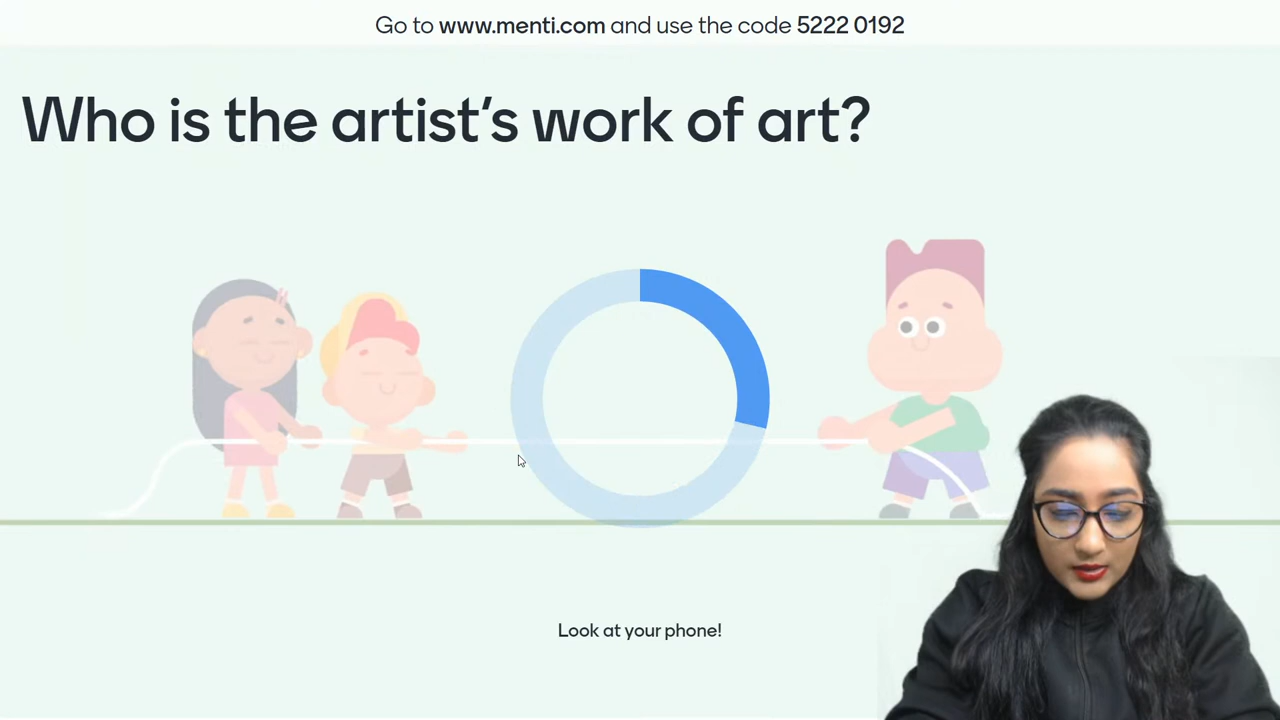 Go to www.menti.com and use the code 5222 0192
Who is the artist's work of art?
Look at your phone!